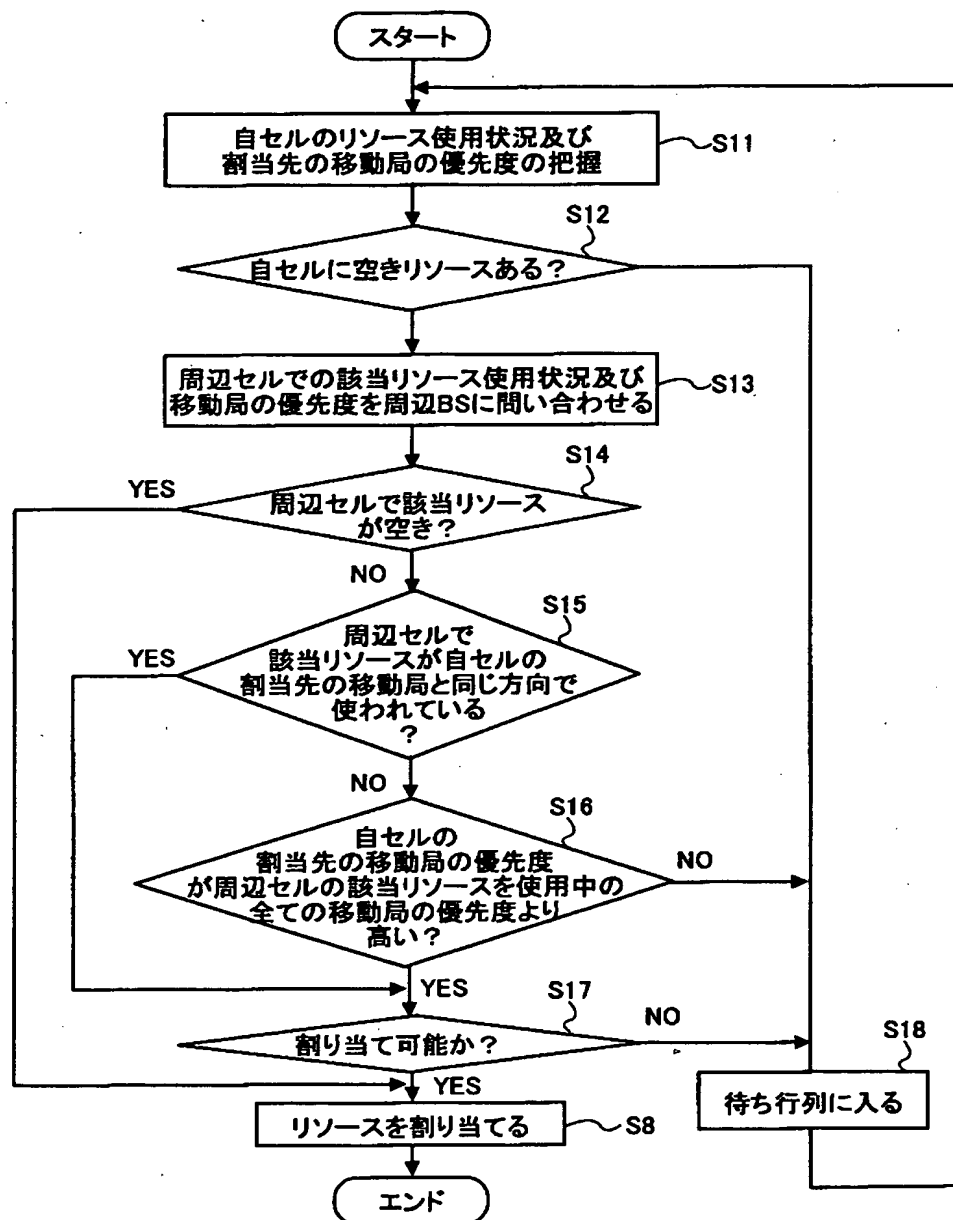 スタート
自セルのリソース使用状況及び
割当先の移動局の優先度の把握
S11
S12
自セルに空きリソースある？
周辺セルでの該当リソース使用状況及び
移動局の優先度を周辺BSに問い合わせる
S13
S14
YES
周辺セルで該当リソース
が空き？
NO
S15
YES
周辺セルで
該当リソースが自セルの
割当先の移動局と同じ方向で
使われている
？
NO
S16
自セルの
割当先の移動局の優先度
が周辺セルの該当リソースを使用中の
全ての移動局の優先度より
高い？
NO
YES
S17
割り当て可能か？
NO
S18
待ち行列に入る
YES
リソースを割り当てる
S8
エンド